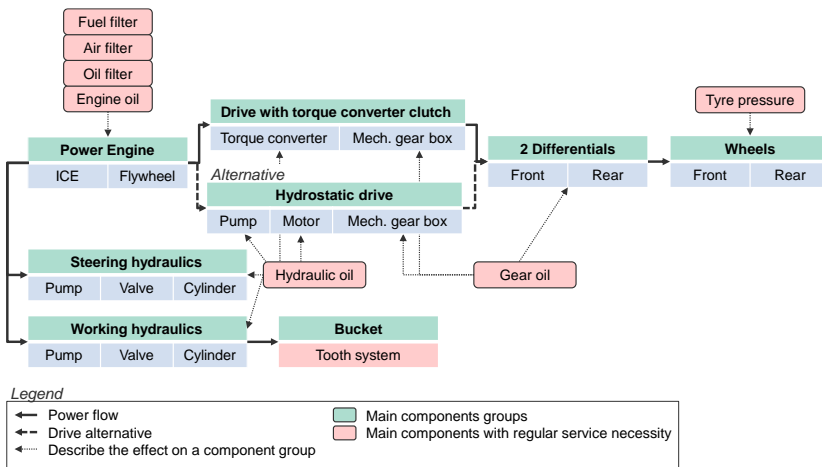 Fuel filter
Air filter
Oil filter
Engine oil
Tyre pressure
Drive with torque converter clutch
Torque converter Mech. gear box
Power Engine
ICE Flywheel
2 Differentials
Front Rear
Wheels
Front Rear
Alternative
Hydrostatic drive
Pump Motor Mech. gear box
Steering hydraulics
Pump Valve Cylinder
Hydraulic oil
Gear oil
Working hydraulics
Pump Valve Cylinder
Bucket
Tooth system
Legend
Power flow
Drive alternative
Describe the effect on a component group
Main components groups
Main components with regular service necessity